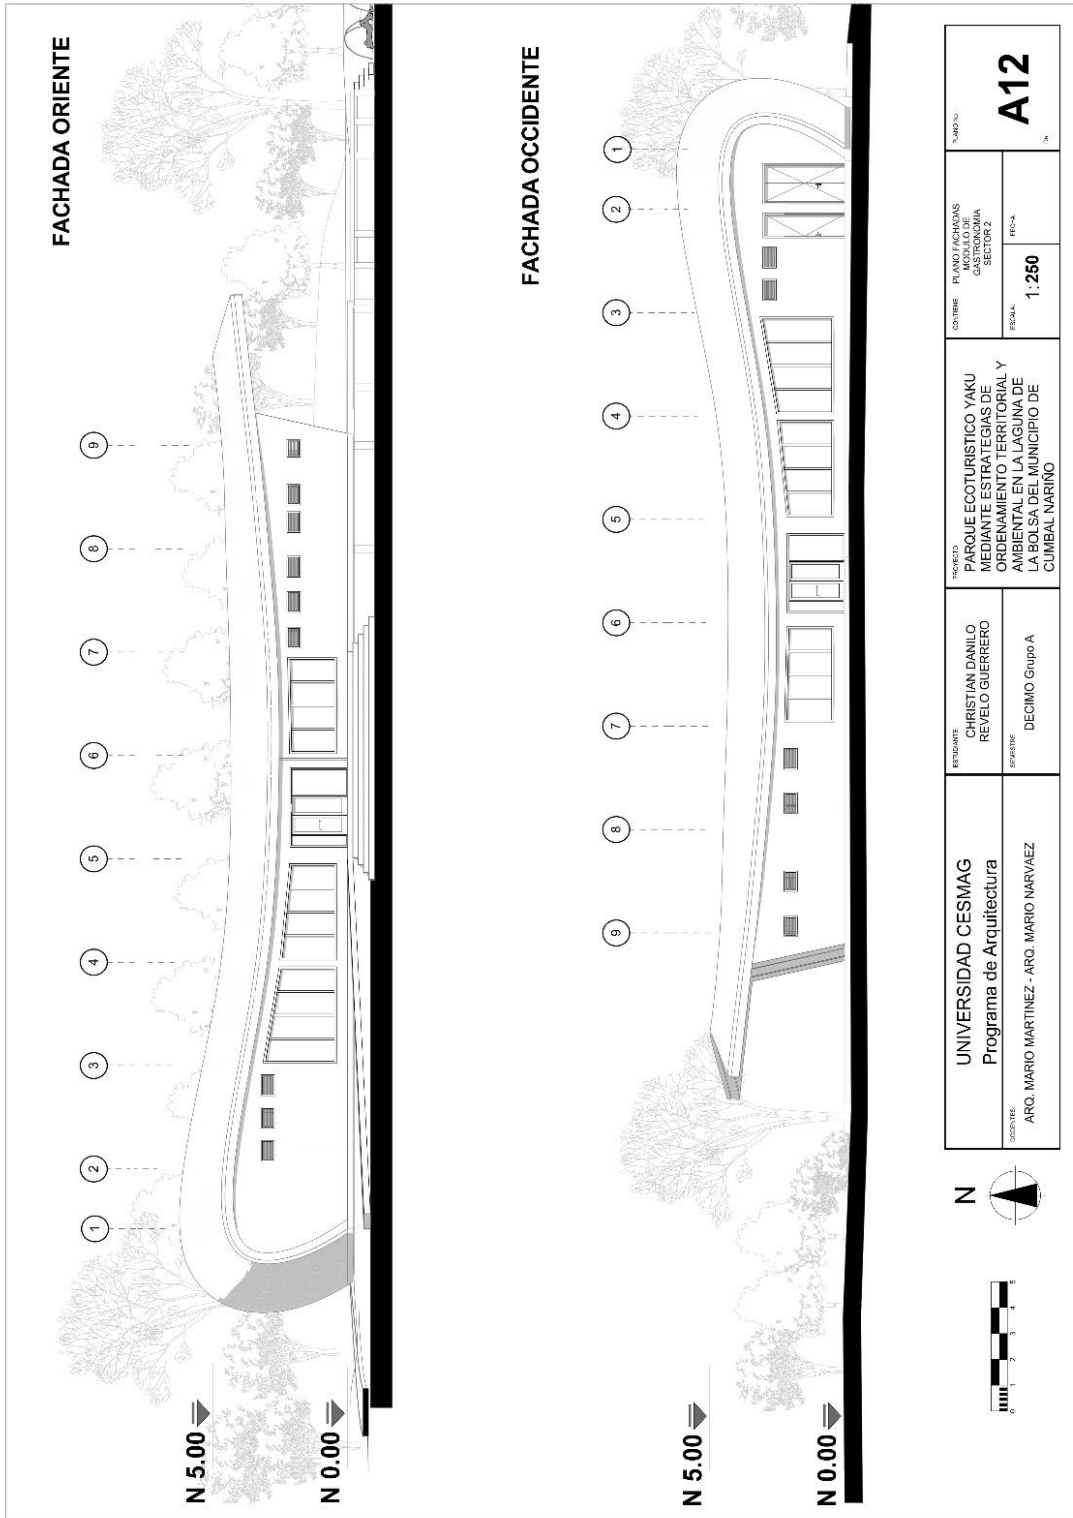 FACHADA ORIENTE
1
2
3
4
5
6
7
8
9
N 5.00
N 0.00
FACHADA OCCIDENTE
9
8
7
6
5
4
3
2
1
N 5.00
N 0.00
0 1 2 3 4 5
N
UNIVERSIDAD CESMAG
Programa de Arquitectura
DOCENTES:
ARQ. MARIO MARTINEZ - ARQ. MARIO NARVAEZ
ESTUDIANTE
CHRISTIAN DANILO
REVELO GUERRERO
SEMESTRE
DECIMO Grupo A
PROYECTO
PARQUE ECOTURISTICO YAKU
MEDIANTE ESTRATEGIAS DE
ORDENAMIENTO TERRITORIAL Y
AMBIENTAL EN LA LAGUNA DE
LA BOLSA DEL MUNICIPIO DE
CUMBAL NARIÑO
CONTIENE PLANO FACHADAS
MODULO DE
GASTRONOMIA
SECTOR 2
ESCALA:
1: 250
FECHA
PLANO No.
A12